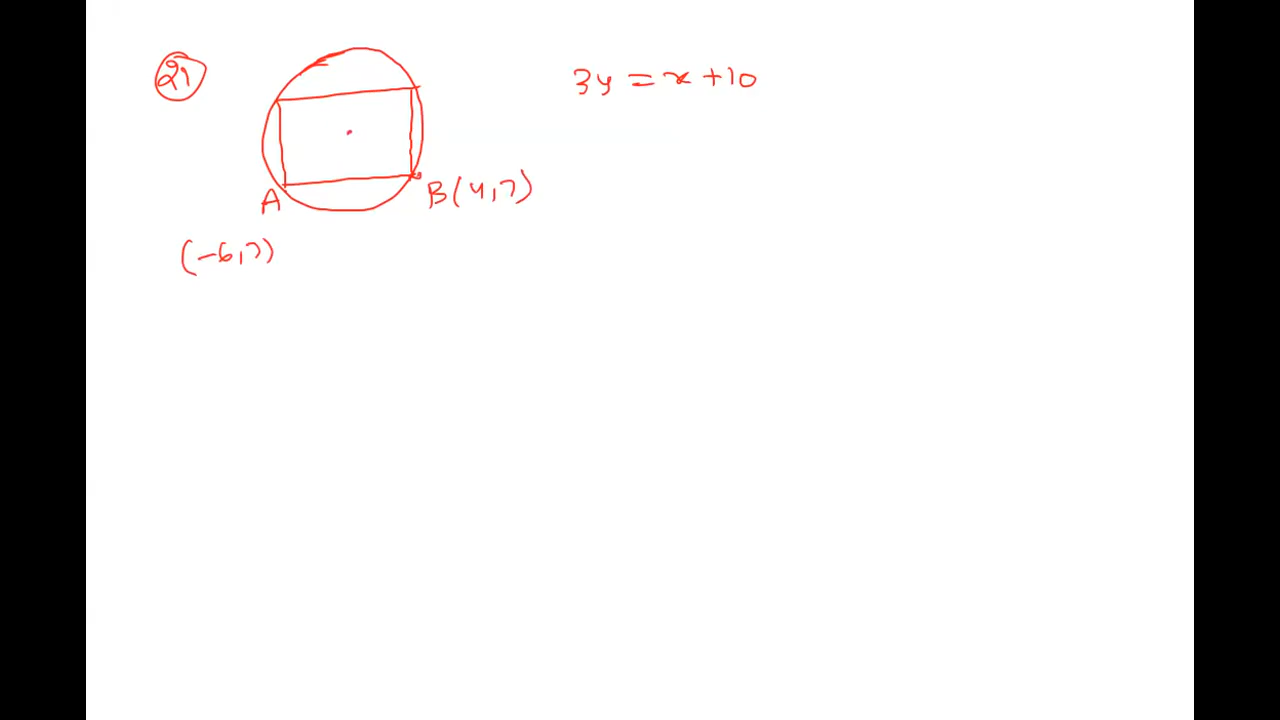 21
3y = x + 10
A
B(4,7)
(-6,7)